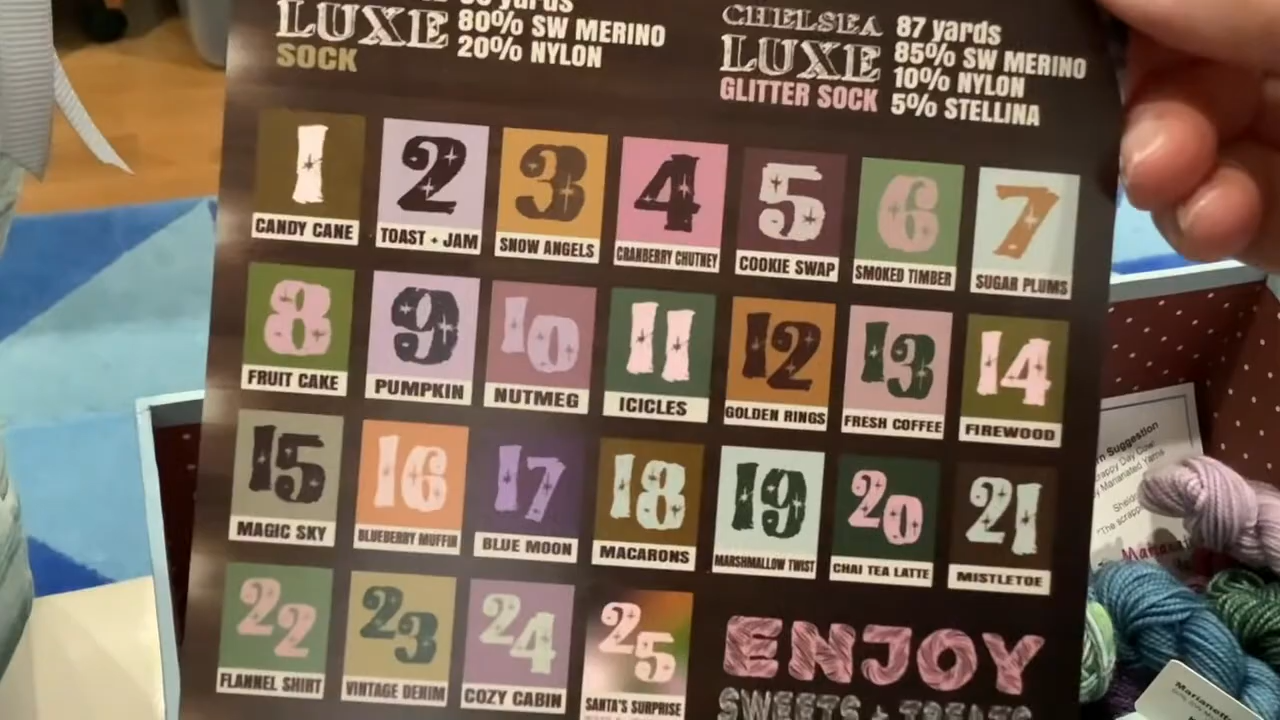 LUXE
SOCK
80% SW MERINO
20% NYLON
CHELSEA
LUXE
GLITTER SOCK
87 yards
85% SW MERINO
10% NYLON
5% STELLINA
1
CANDY CANE
2
TOAST + JAM
3
SNOW ANGELS
4
CRANBERRY CHUTNEY
5
COOKIE SWAP
6
SMOKED TIMBER
7
SUGAR PLUMS
8
FRUIT CAKE
9
PUMPKIN
10
NUTMEG
11
ICICLES
12
GOLDEN RINGS
13
FRESH COFFEE
14
FIREWOOD
15
MAGIC SKY
16
BLUEBERRY MUFFIN
17
BLUE MOON
18
MACARONS
19
MARSHMALLOW TWIST
20
CHAI TEA LATTE
21
MISTLETOE
22
FLANNEL SHIRT
23
VINTAGE DENIM
24
COZY CABIN
25
SANTA'S SURPRISE
ENJOY
SWEETS + TREATS
Suggestion
Marianated Yarns